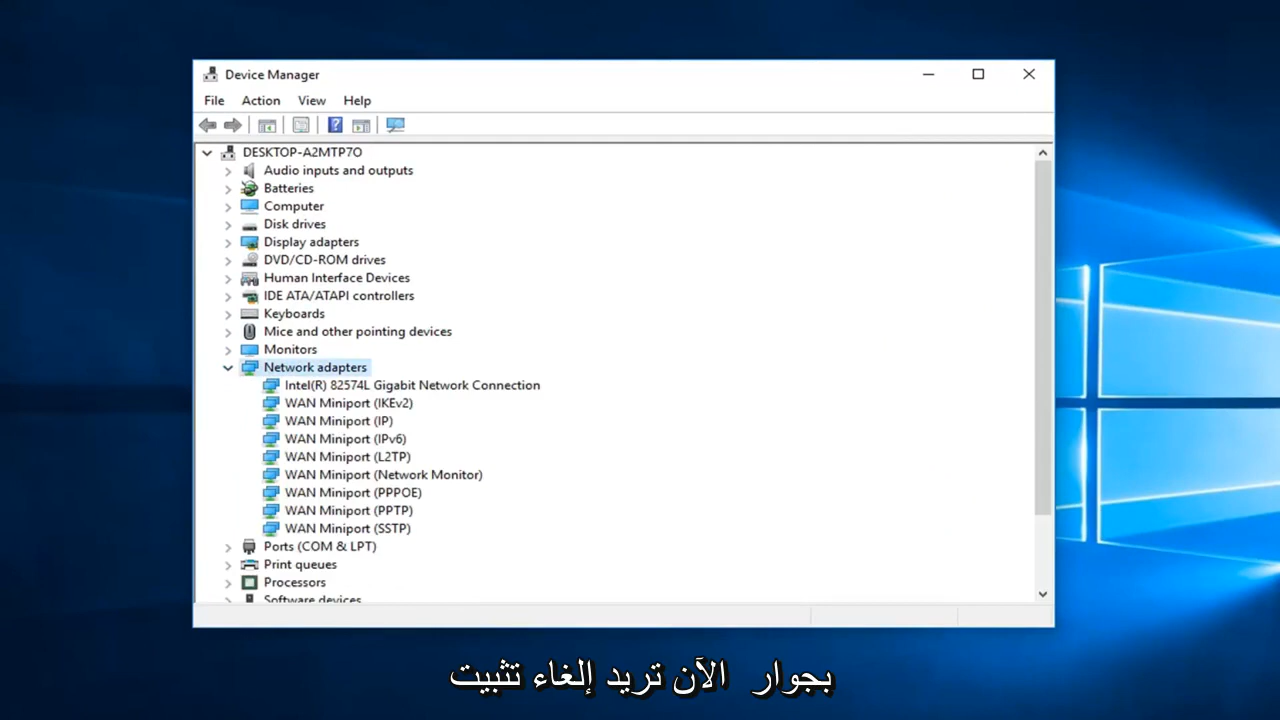 Device Manager
File Action View Help
DESKTOP-A2MTP7O
Audio inputs and outputs
Batteries
Computer
Disk drives
Display adapters
DVD/CD-ROM drives
Human Interface Devices
IDE ATA/ATAPI controllers
Keyboards
Mice and other pointing devices
Monitors
Network adapters
Intel(R) 82574L Gigabit Network Connection
WAN Miniport (IKEv2)
WAN Miniport (IP)
WAN Miniport (IPv6)
WAN Miniport (L2TP)
WAN Miniport (Network Monitor)
WAN Miniport (PPPOE)
WAN Miniport (PPTP)
WAN Miniport (SSTP)
Ports (COM & LPT)
Print queues
Processors
Software devices
بجوار الآن تريد إلغاء تثبيت